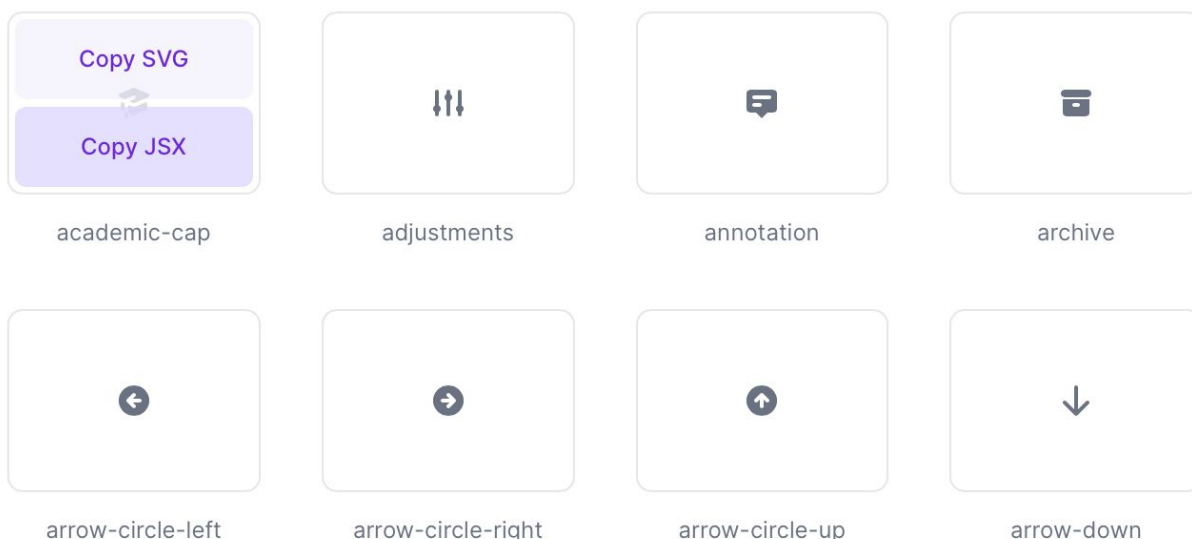 Copy SVG
Copy JSX
academic-cap
adjustments
annotation
archive
arrow-circle-left
arrow-circle-right
arrow-circle-up
arrow-down